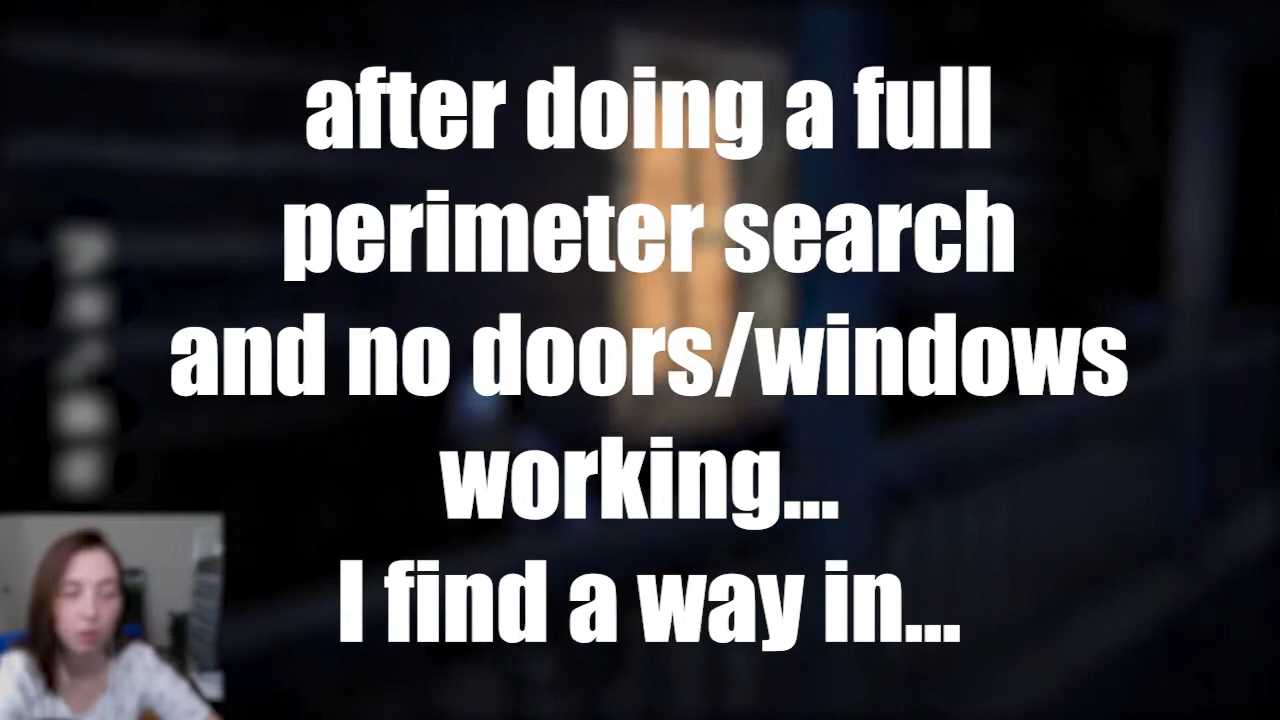 after doing a full
perimeter search
and no doors/windows
working...
I find a way in...